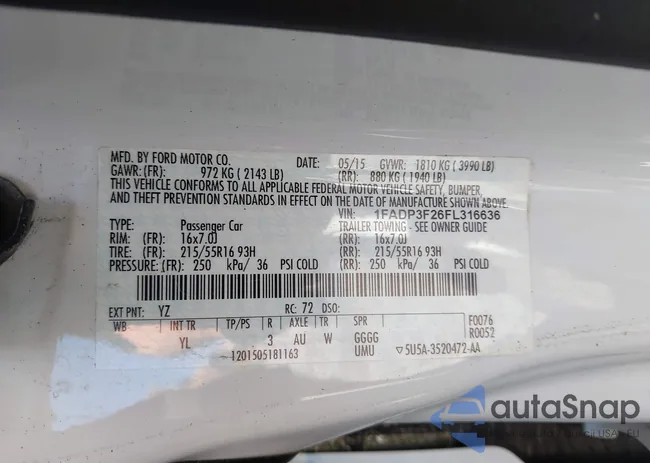 MFD. BY FORD MOTOR CO. DATE: 05/15 GVWR: 1810 KG ( 3990 LB)
GAWR: (FR): 972 KG ( 2143 LB) (RR): 880 KG ( 1940 LB)
THIS VEHICLE CONFORMS TO ALL APPLICABLE FEDERAL MOTOR VEHICLE SAFETY, BUMPER,
AND THEFT PREVENTION STANDARDS IN EFFECT ON THE DATE OF MANUFACTURE SHOWN ABOVE.
VIN: 1FADP3F26FL316636
TYPE: Passenger Car TRAILER TOWING - SEE OWNER GUIDE
RIM: (FR): 16x7.0J (RR): 16x7.0J
TIRE: (FR): 215/55R16 93H (RR): 215/55R16 93H
PRESSURE: (FR): 250 kPa/ 36 PSI COLD (RR): 250 kPa/ 36 PSI COLD
EXT PNT: YZ RC: 72 DSO: F0076
WB INT TR TP/PS R AXLE TR SPR R0052
YL 3 AU W GGGG
1201505181163 UMU 5U5A-3520472-AA
autoSnap